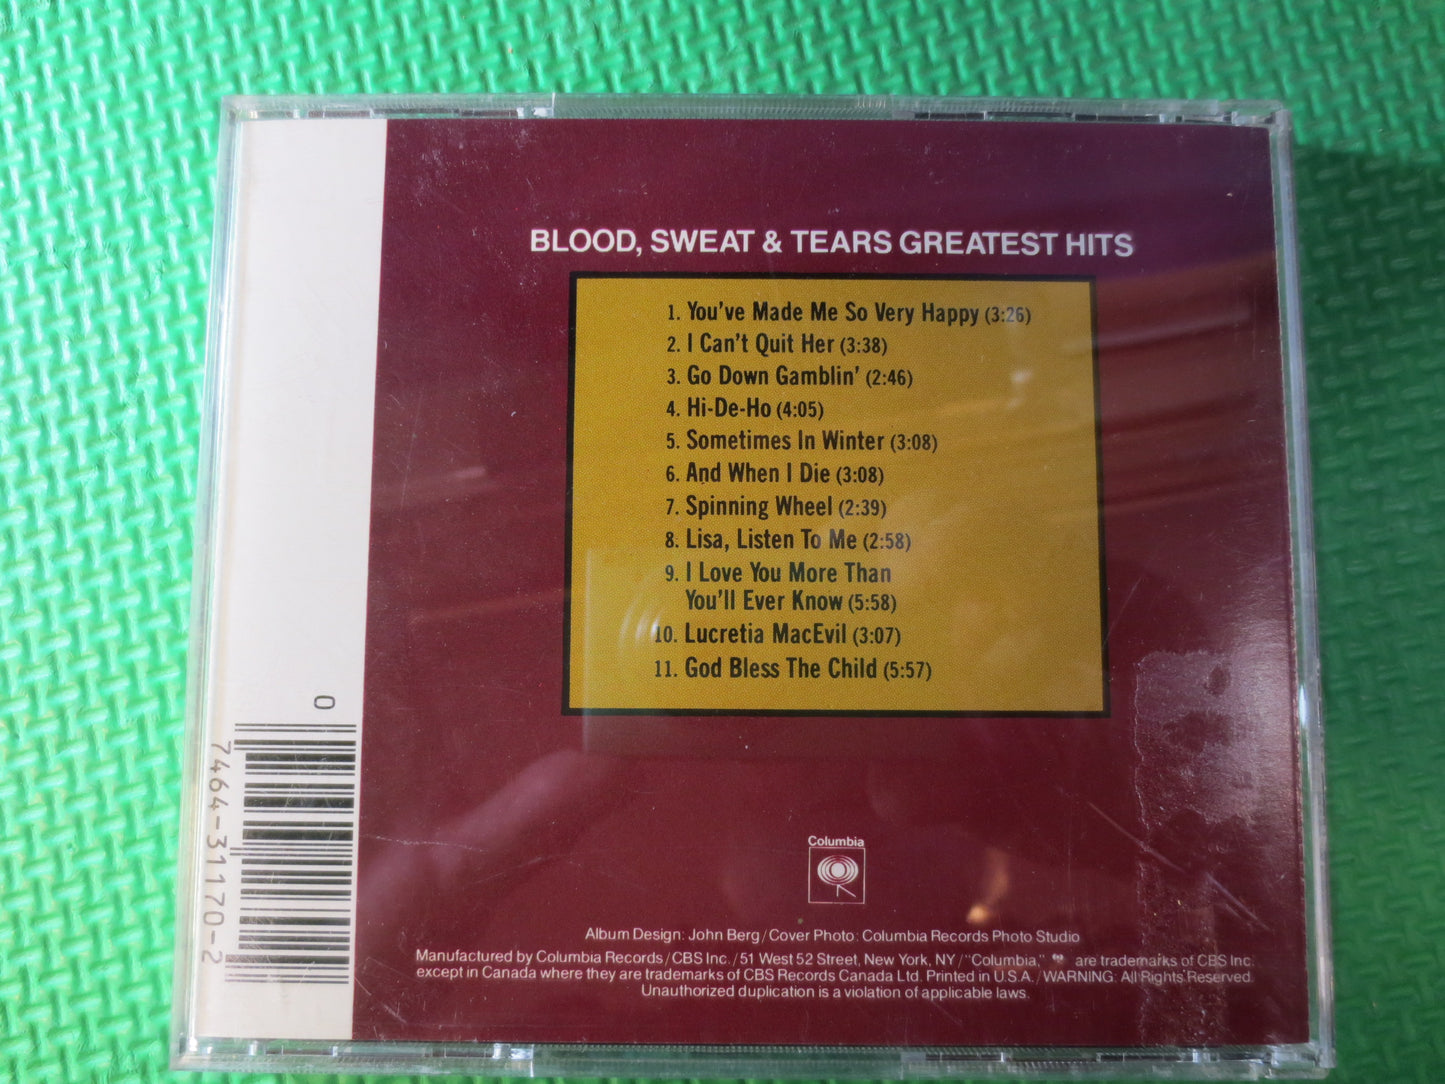 BLOOD, SWEAT & TEARS GREATEST HITS
1. You've Made Me So Very Happy (3:26)
2. I Can't Quit Her (3:38)
3. Go Down Gamblin' (2:46)
4. Hi-De-Ho (4:05)
5. Sometimes In Winter (3:08)
6. And When I Die (3:08)
7. Spinning Wheel (2:39)
8. Lisa, Listen To Me (2:58)
9. I Love You More Than
You'll Ever Know (5:58)
10. Lucretia MacEvil (3:07)
11. God Bless The Child (5:57)
0
7464-31170-2
Columbia
Album Design: John Berg/Cover Photo: Columbia Records Photo Studio
Manufactured by Columbia Records/CBS Inc./51 West 52 Street, New York, NY/"Columbia," are trademarks of CBS Inc.
except in Canada where they are trademarks of CBS Records Canada Ltd. Printed in U.S.A./WARNING: All Rights Reserved.
Unauthorized duplication is a violation of applicable laws.